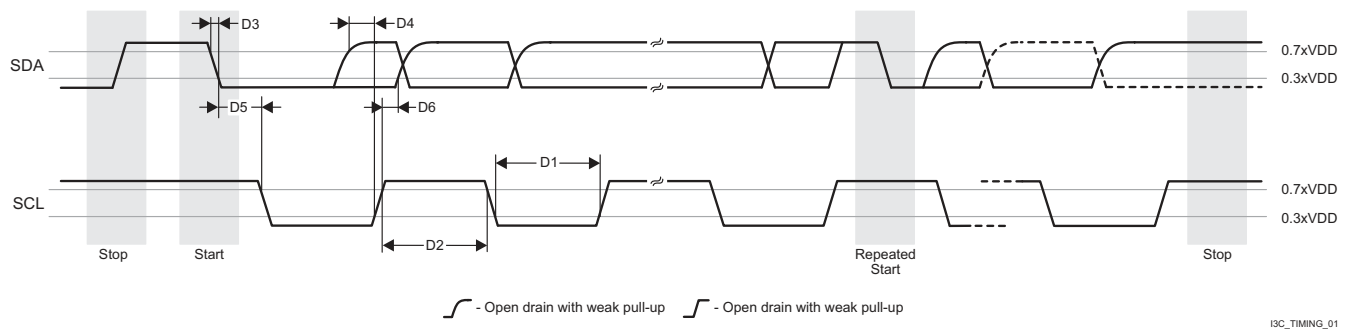 D3
D4
SDA
0.7xVDD
0.3xVDD
D5
D6
D1
SCL
0.7xVDD
0.3xVDD
D2
Stop
Start
Repeated
Start
Stop
- Open drain with weak pull-up
- Open drain with weak pull-up
I3C_TIMING_01